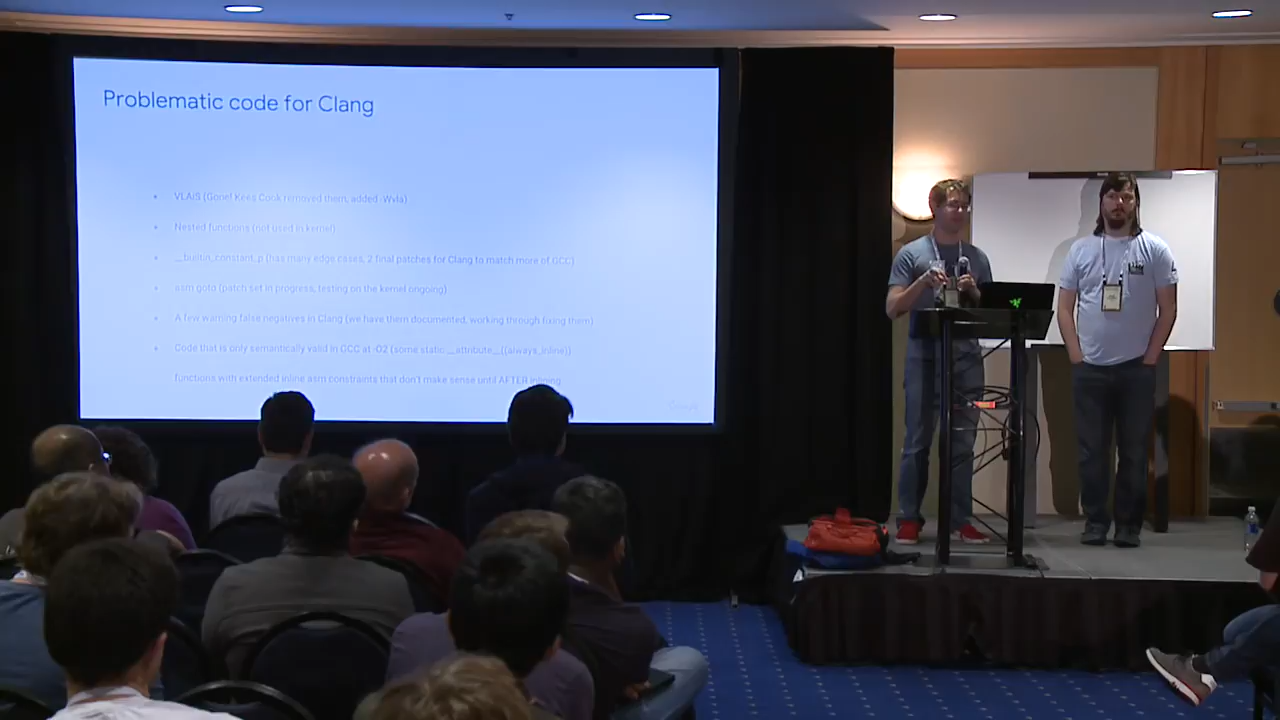 Problematic code for Clang
• VLAIS (Gone! Kees Cook removed them, added -Wvla)
• Nested functions (not used in kernel)
• __builtin_constant_p (has many edge cases, 2 final patches for Clang to match more of GCC)
• asm goto (patch set in progress, testing on the kernel ongoing)
• A few warning false negatives in Clang (we have them documented, working through fixing them)
• Code that is only semantically valid in GCC at -O2 (some static __attribute__((always_inline))
functions with extended inline asm constraints that don't make sense until AFTER inlining
Google